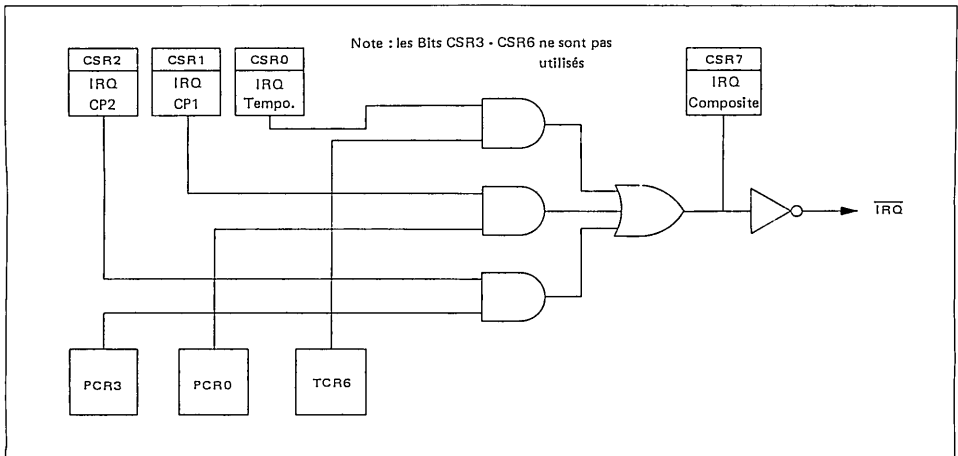 Note : les Bits CSR3 - CSR6 ne sont pas
utilisés
CSR2
IRQ
CP2
CSR1
IRQ
CP1
CSR0
IRQ
Tempo.
CSR7
IRQ
Composite
IRQ
PCR3
PCR0
TCR6